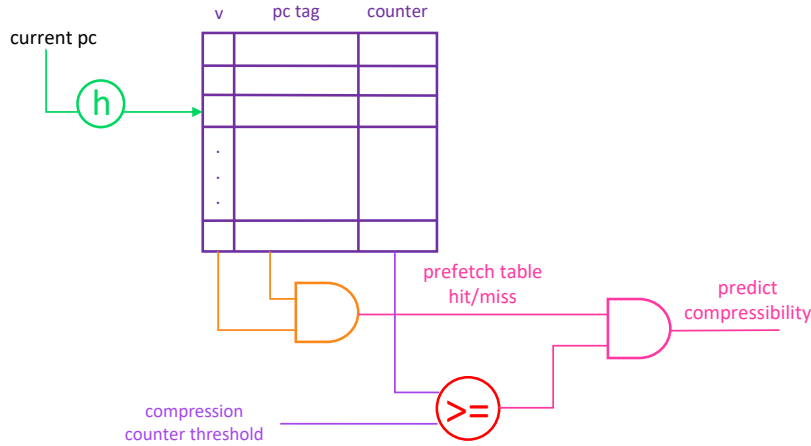 v pc tag counter
current pc
h
.
.
.
prefetch table
hit/miss
predict
compressibility
>=
compression
counter threshold